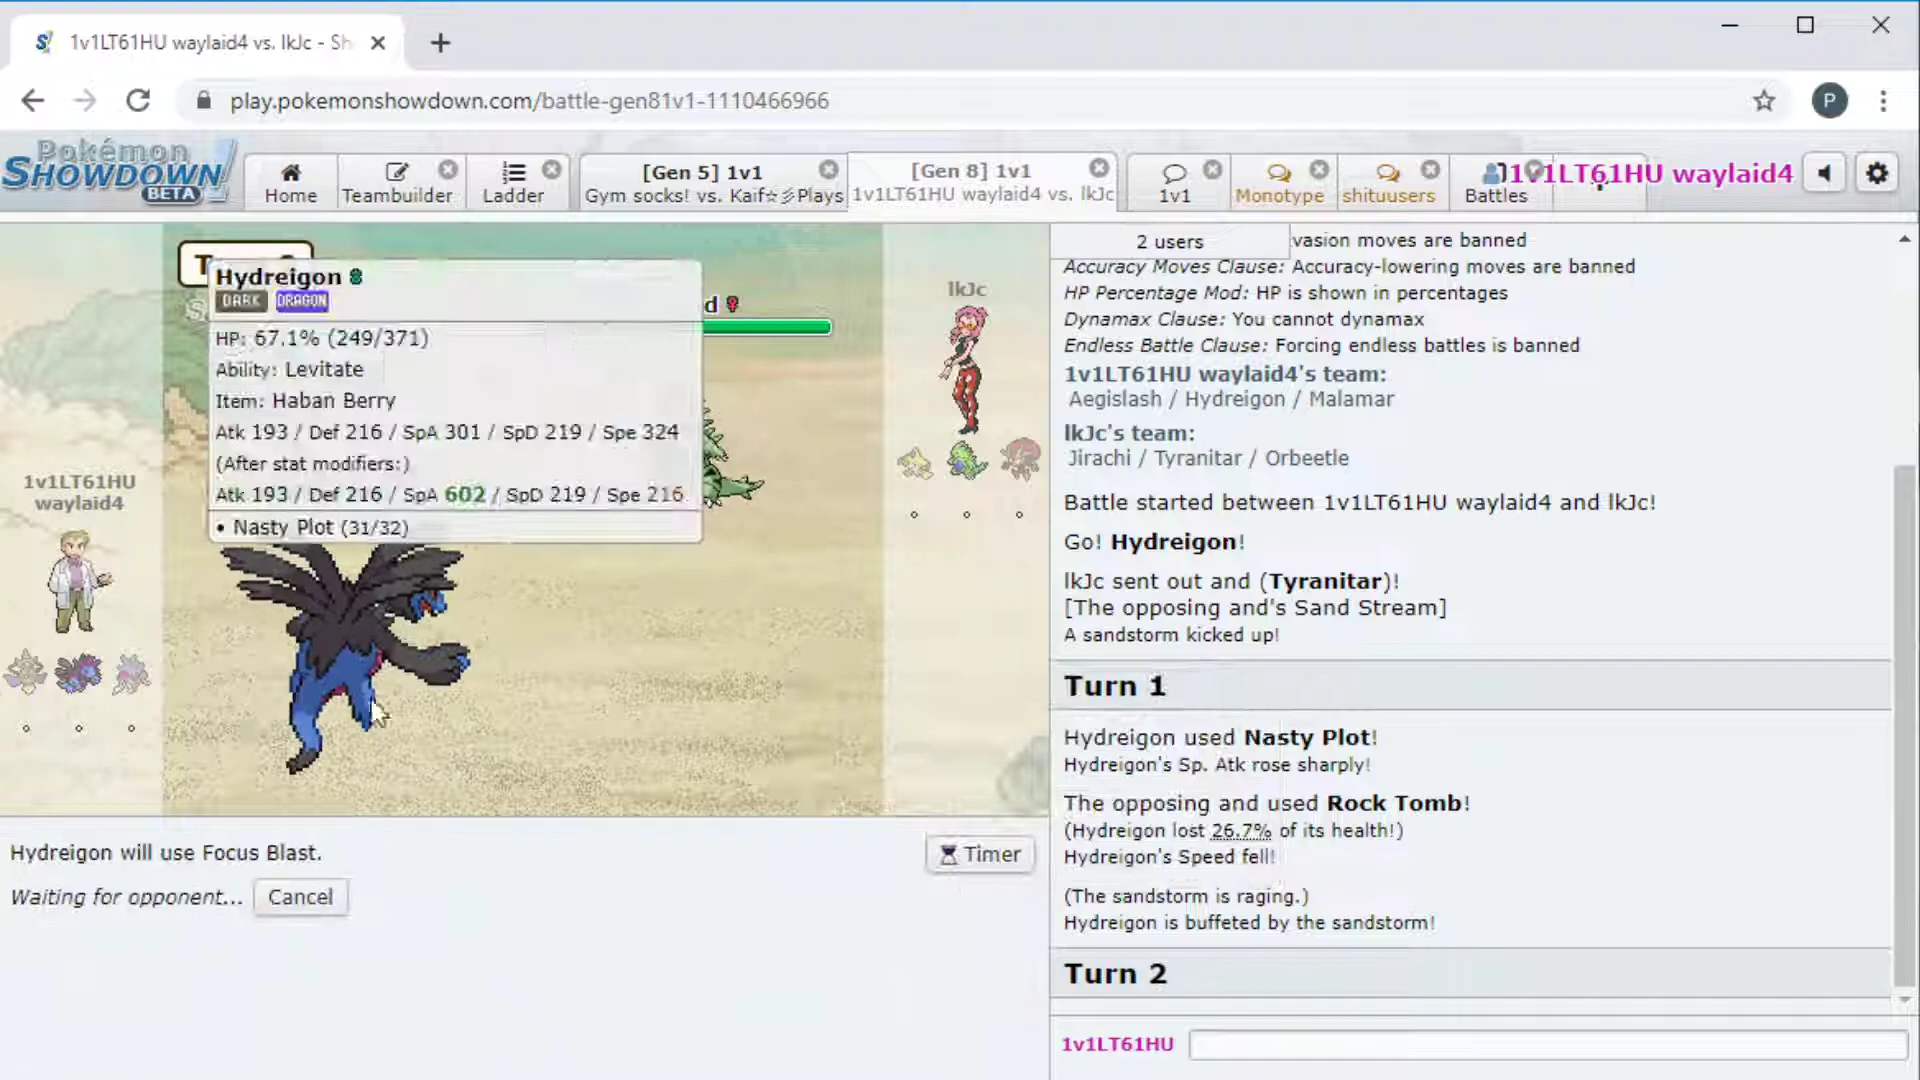 1v1LT61HU waylaid4 vs. lkJc - Sh
play.pokemonshowdown.com/battle-gen81v1-1110466966
P
Pokémon
SHOWDOWN
BETA
Home
Teambuilder
Ladder
[Gen 5] 1v1
Gym socks! vs. Kaif☆彡Plays
[Gen 8] 1v1
1v1LT61HU waylaid4 vs. lkJc
1v1
Monotype
shituusers
Battles
1v1LT61HU waylaid4
Hydreigon
DARK DRAGON
HP: 67.1% (249/371)
Ability: Levitate
Item: Haban Berry
Atk 193 / Def 216 / SpA 301 / SpD 219 / Spe 324
(After stat modifiers:)
Atk 193 / Def 216 / SpA 602 / SpD 219 / Spe 216
• Nasty Plot (31/32)
d
lkJc
1v1LT61HU
waylaid4
Hydreigon will use Focus Blast.
Waiting for opponent... Cancel
Timer
2 users
vasion moves are banned
Accuracy Moves Clause: Accuracy-lowering moves are banned
HP Percentage Mod: HP is shown in percentages
Dynamax Clause: You cannot dynamax
Endless Battle Clause: Forcing endless battles is banned
1v1LT61HU waylaid4's team:
Aegislash / Hydreigon / Malamar
lkJc's team:
Jirachi / Tyranitar / Orbeetle
Battle started between 1v1LT61HU waylaid4 and lkJc!
Go! Hydreigon!
lkJc sent out and (Tyranitar)!
[The opposing and's Sand Stream]
A sandstorm kicked up!
Turn 1
Hydreigon used Nasty Plot!
Hydreigon's Sp. Atk rose sharply!
The opposing and used Rock Tomb!
(Hydreigon lost 26.7% of its health!)
Hydreigon's Speed fell!
(The sandstorm is raging.)
Hydreigon is buffeted by the sandstorm!
Turn 2
1v1LT61HU